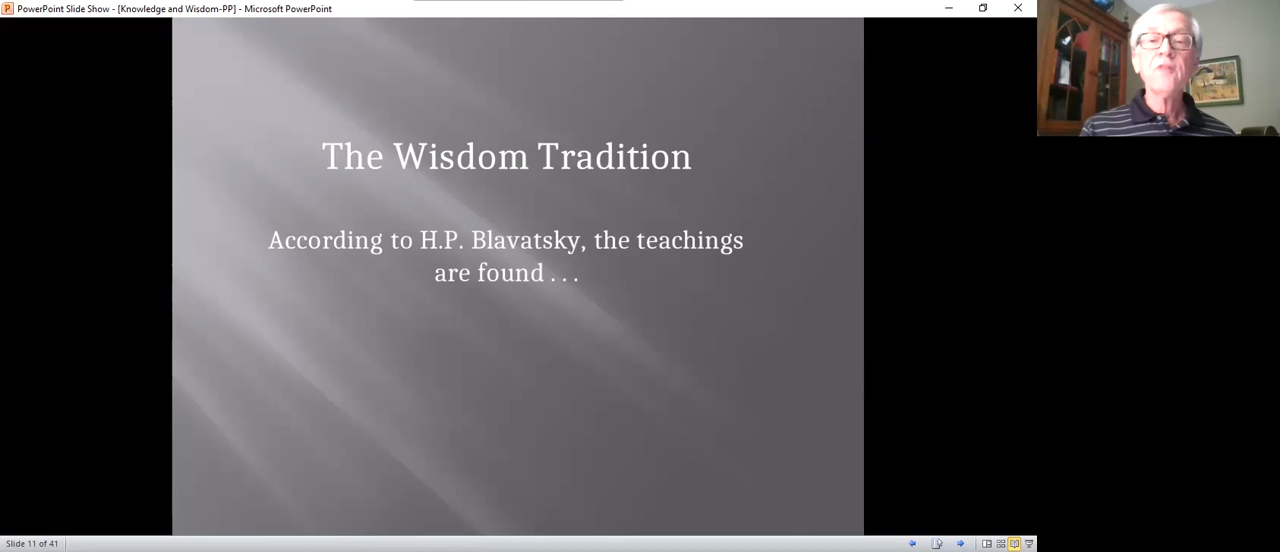 PowerPoint Slide Show - [Knowledge and Wisdom-PP] - Microsoft PowerPoint
The Wisdom Tradition
According to H.P. Blavatsky, the teachings
are found . . .
Slide 11 of 41